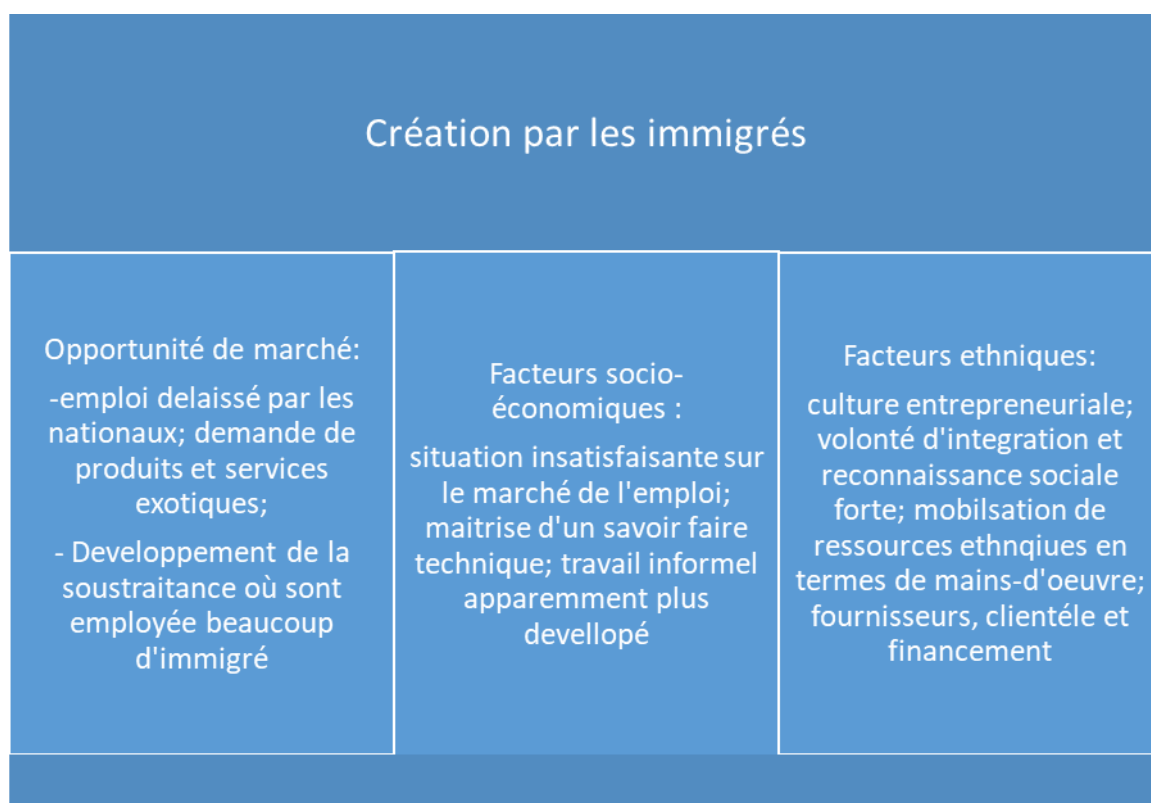 Création par les immigrés
Opportunité de marché:
-emploi delaissé par les
nationaux; demande de
produits et services
exotiques;
- Developpement de la
soustraitance où sont
employée beaucoup
d'immigré
Facteurs socio-
économiques :
situation insatisfaisante sur
le marché de l'emploi;
maitrise d'un savoir faire
technique; travail informel
apparemment plus
devellopé
Facteurs ethniques:
culture entrepreneuriale;
volonté d'integration et
reconnaissance sociale
forte; mobilsation de
ressources ethnqiues en
termes de mains-d'oeuvre;
fournisseurs, clientéle et
financement